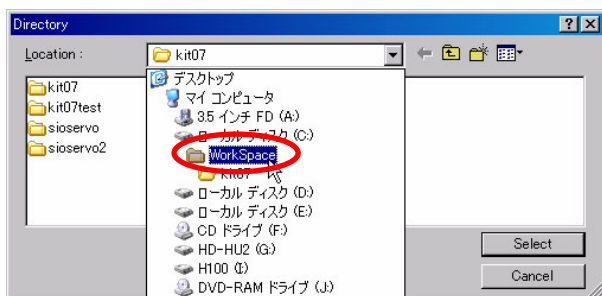 Directory
Location :
kit07
kit07
kit07test
sioservo
sioservo2
デスクトップ
マイ コンピュータ
3.5 インチ FD (A:)
ローカル ディスク (C:)
WorkSpace
kit07
ローカル ディスク (D:)
ローカル ディスク (E:)
CD ドライブ (F:)
HD-HU2 (G:)
H100 (I:)
DVD-RAM ドライブ (J:)
Select
Cancel